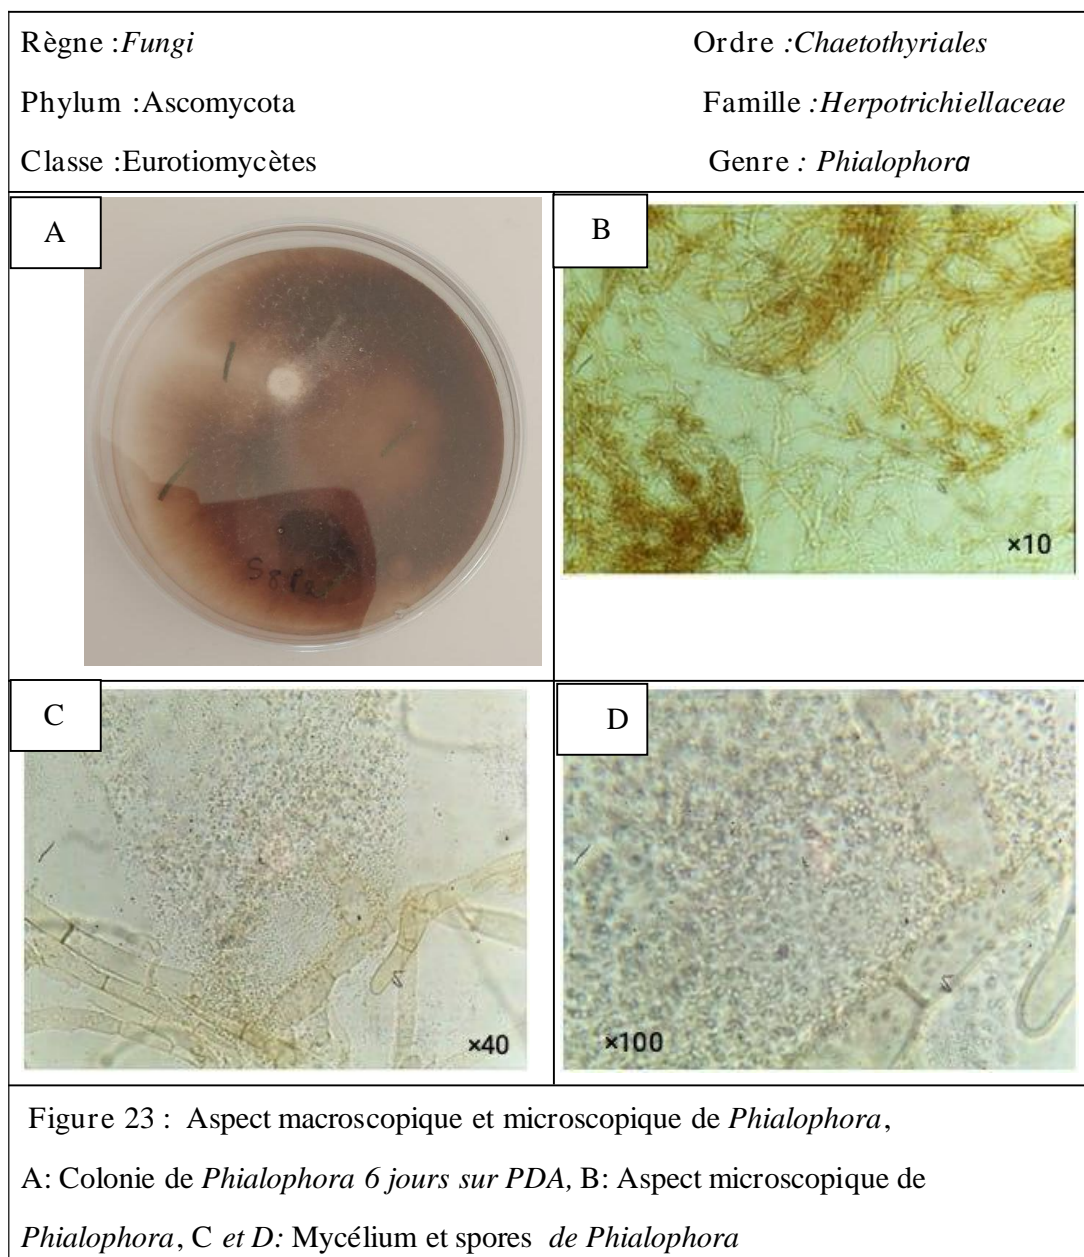 Règne :Fungi
Ordre :Chaetothyriales
Phylum :Ascomycota
Famille :Herpotrichiellaceae
Classe :Eurotiomycètes
Genre : Phialophora
A
B
S8.P2
×10
C
D
×40
×100
Figure 23 : Aspect macroscopique et microscopique de Phialophora,
A: Colonie de Phialophora 6 jours sur PDA, B: Aspect microscopique de
Phialophora, C et D: Mycélium et spores de Phialophora